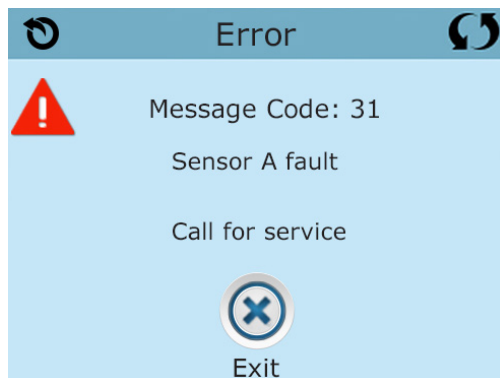 Error
Message Code: 31
Sensor A fault
Call for service
Exit